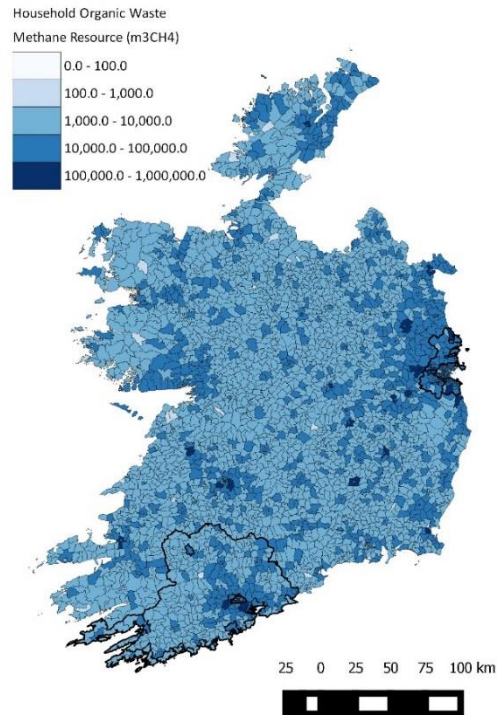 Household Organic Waste
Methane Resource (m3CH4)
0.0 - 100.0
100.0 - 1,000.0
1,000.0 - 10,000.0
10,000.0 - 100,000.0
100,000.0 - 1,000,000.0
25 0 25 50 75 100 km